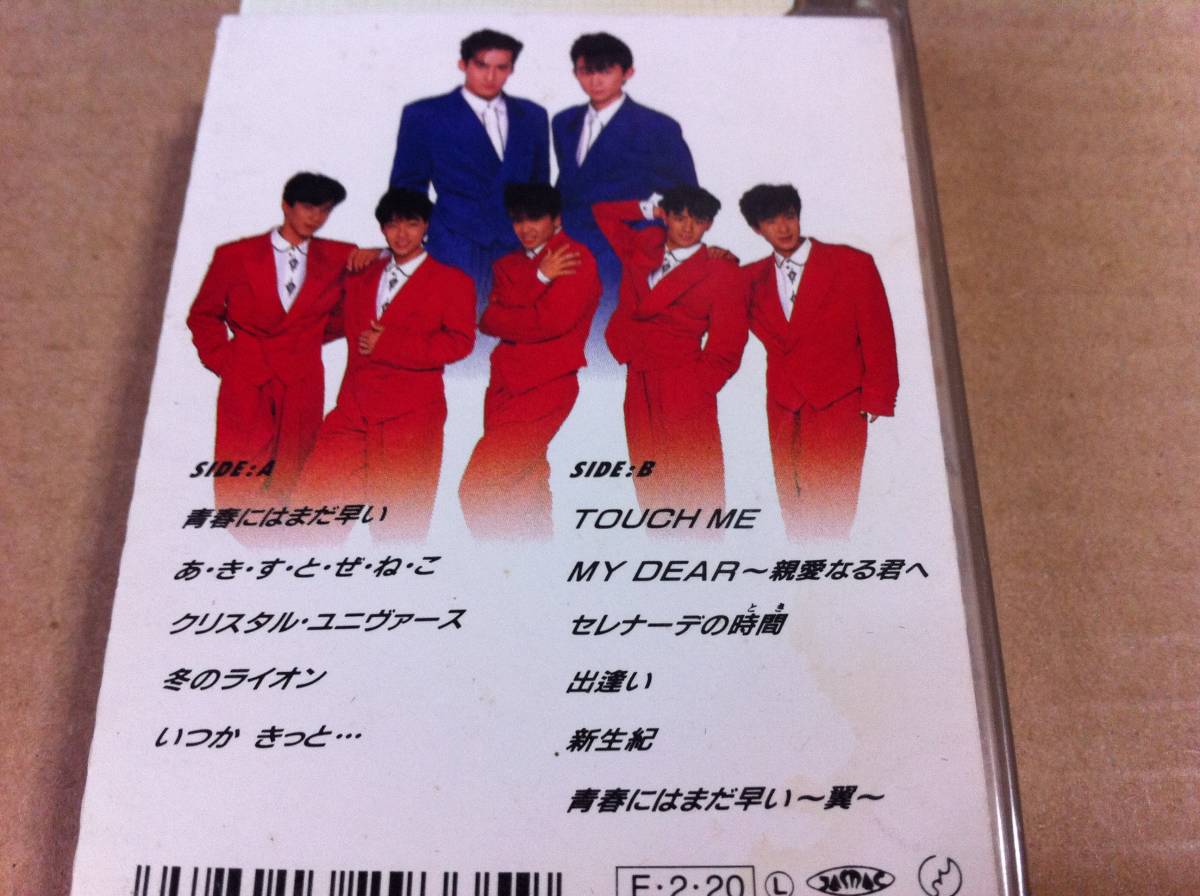 SIDE:A
青春にはまだ早い
あ・き・す・と・ぜ・ね・こ
クリスタル・ユニヴァース
冬のライオン
いつか きっと…
SIDE:B
TOUCH ME
MY DEAR～親愛なる君へ
セレナーデの時間
とき
出逢い
新生紀
青春にはまだ早い～翼～
F・2・20
L
JAMAC